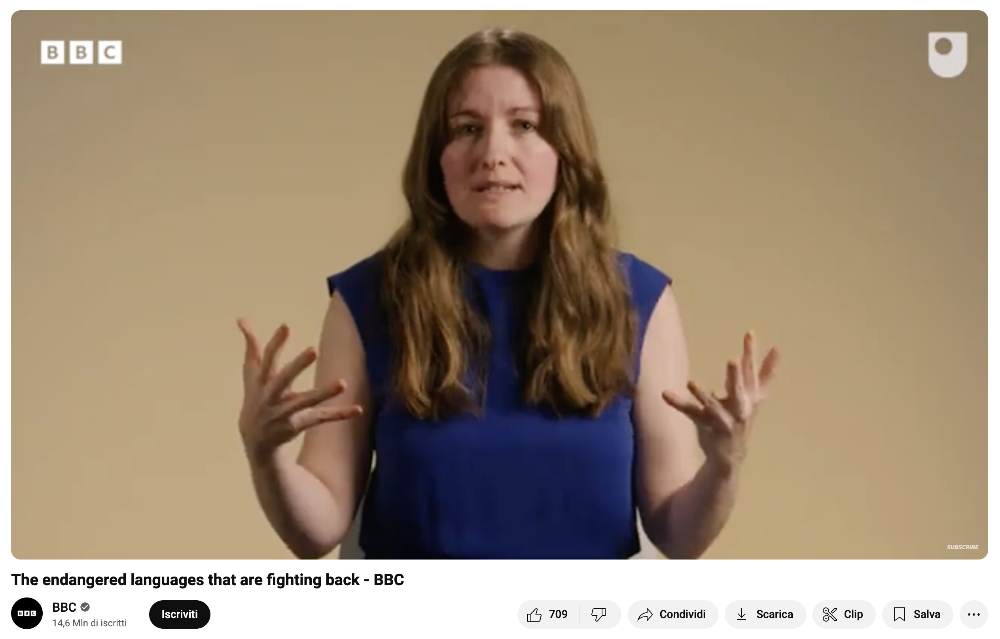 BBC
SUBSCRIBE
The endangered languages that are fighting back - BBC
BBC
BBC
14,6 Mln di iscritti
Iscriviti
709
Condividi
Scarica
Clip
Salva